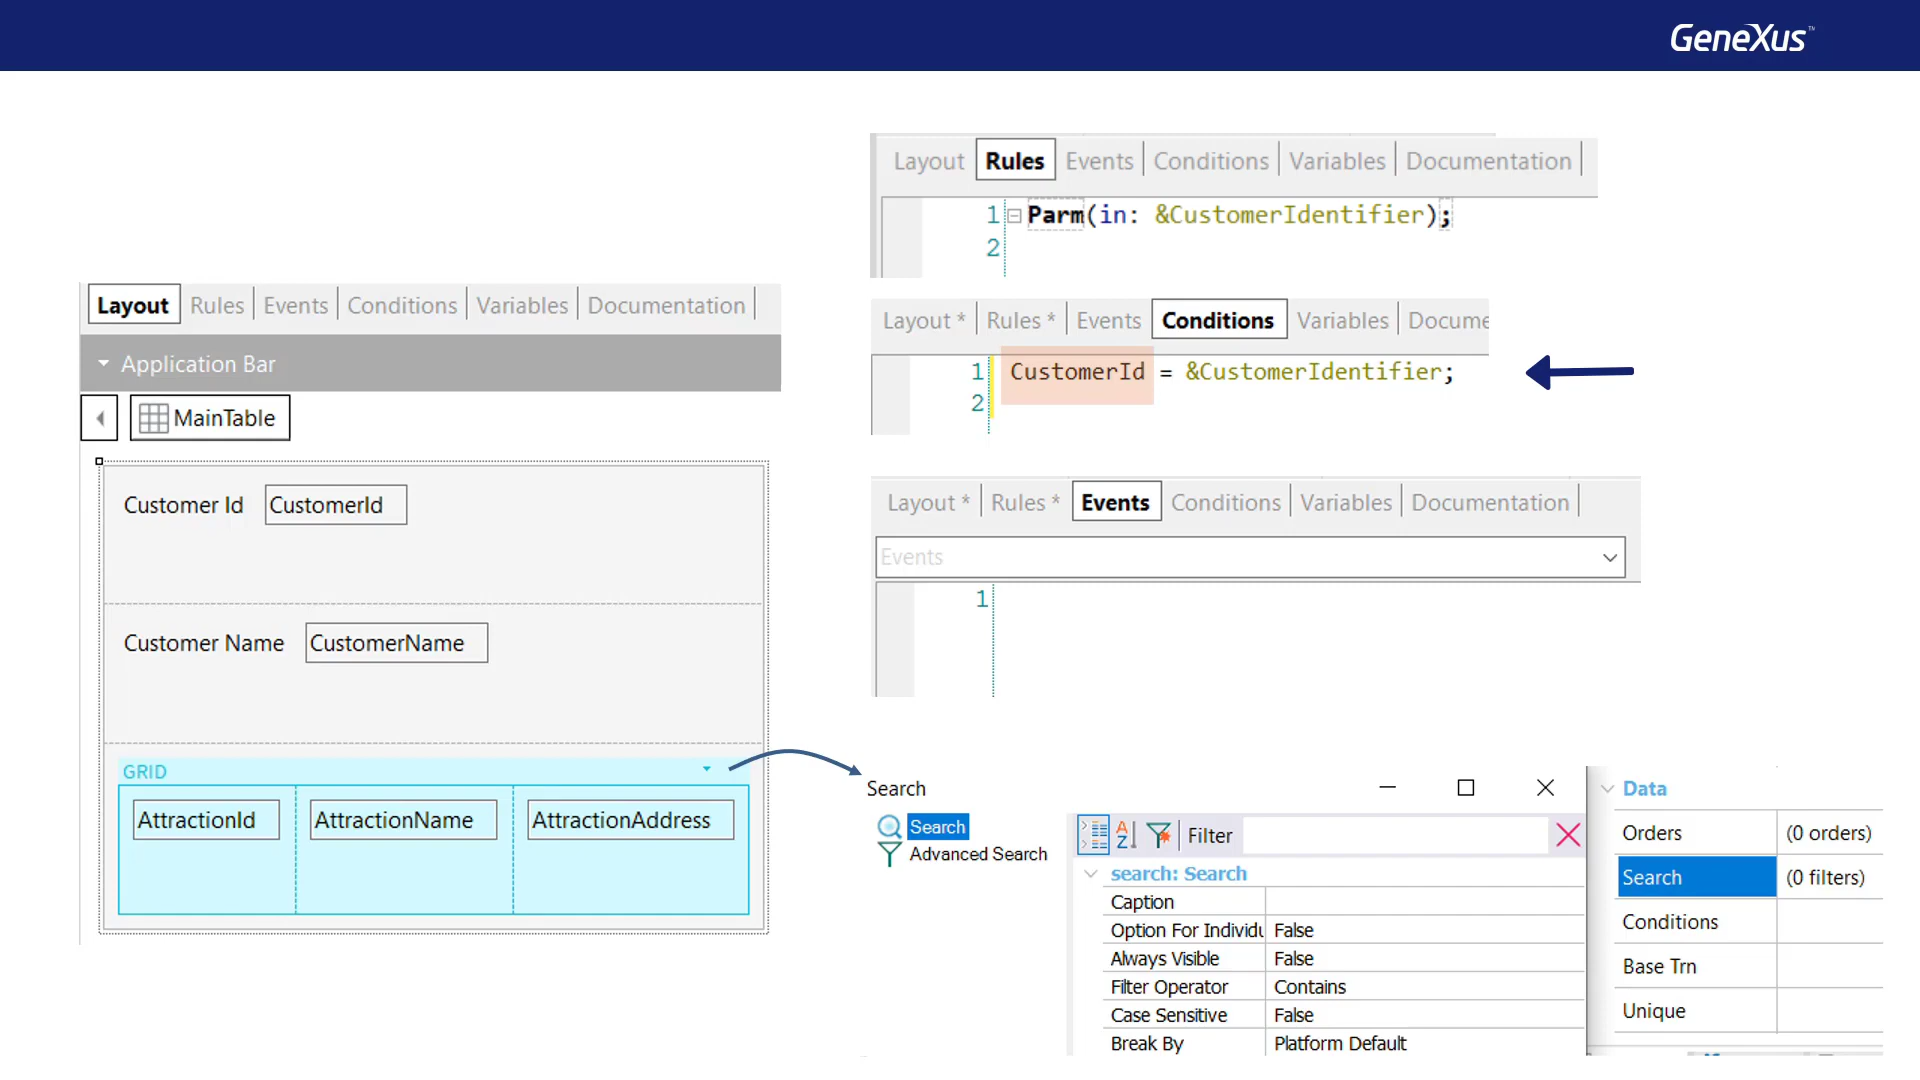 GeneXus™
Layout Rules Events Conditions Variables Documentation
1 Parm(in: &CustomerIdentifier);
2
Layout * Rules * Events Conditions Variables Docume
1 CustomerId = &CustomerIdentifier;
2
Layout * Rules * Events Conditions Variables Documentation
Events
1
Layout Rules Events Conditions Variables Documentation
Application Bar
MainTable
Customer Id CustomerId
Customer Name CustomerName
GRID
AttractionId AttractionName AttractionAddress
Search
Search
Advanced Search
Filter
search: Search
Caption
Option For Individu False
Always Visible False
Filter Operator Contains
Case Sensitive False
Break By Platform Default
Data
Orders (0 orders)
Search (0 filters)
Conditions
Base Trn
Unique